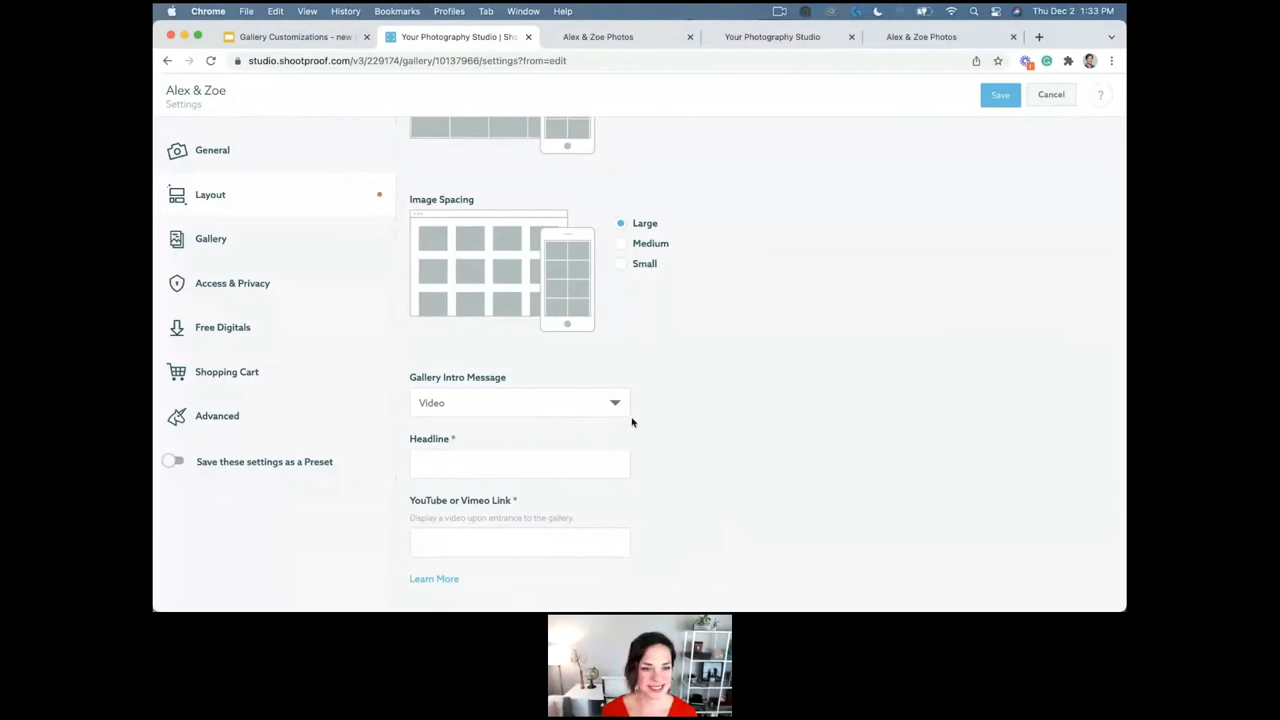 Chrome File Edit View History Bookmarks Profiles Tab Window Help Thu Dec 2 1:33 PM
Gallery Customizations - new Your Photography Studio | Sho Alex & Zoe Photos Your Photography Studio Alex & Zoe Photos
studio.shootproof.com/v3/229174/gallery/10137966/settings?from=edit
Alex & Zoe
Settings
Save Cancel ?
General
Layout
Gallery
Access & Privacy
Free Digitals
Shopping Cart
Advanced
Save these settings as a Preset
Image Spacing
Large
Medium
Small
Gallery Intro Message
Video
Headline *
YouTube or Vimeo Link *
Display a video upon entrance to the gallery.
Learn More